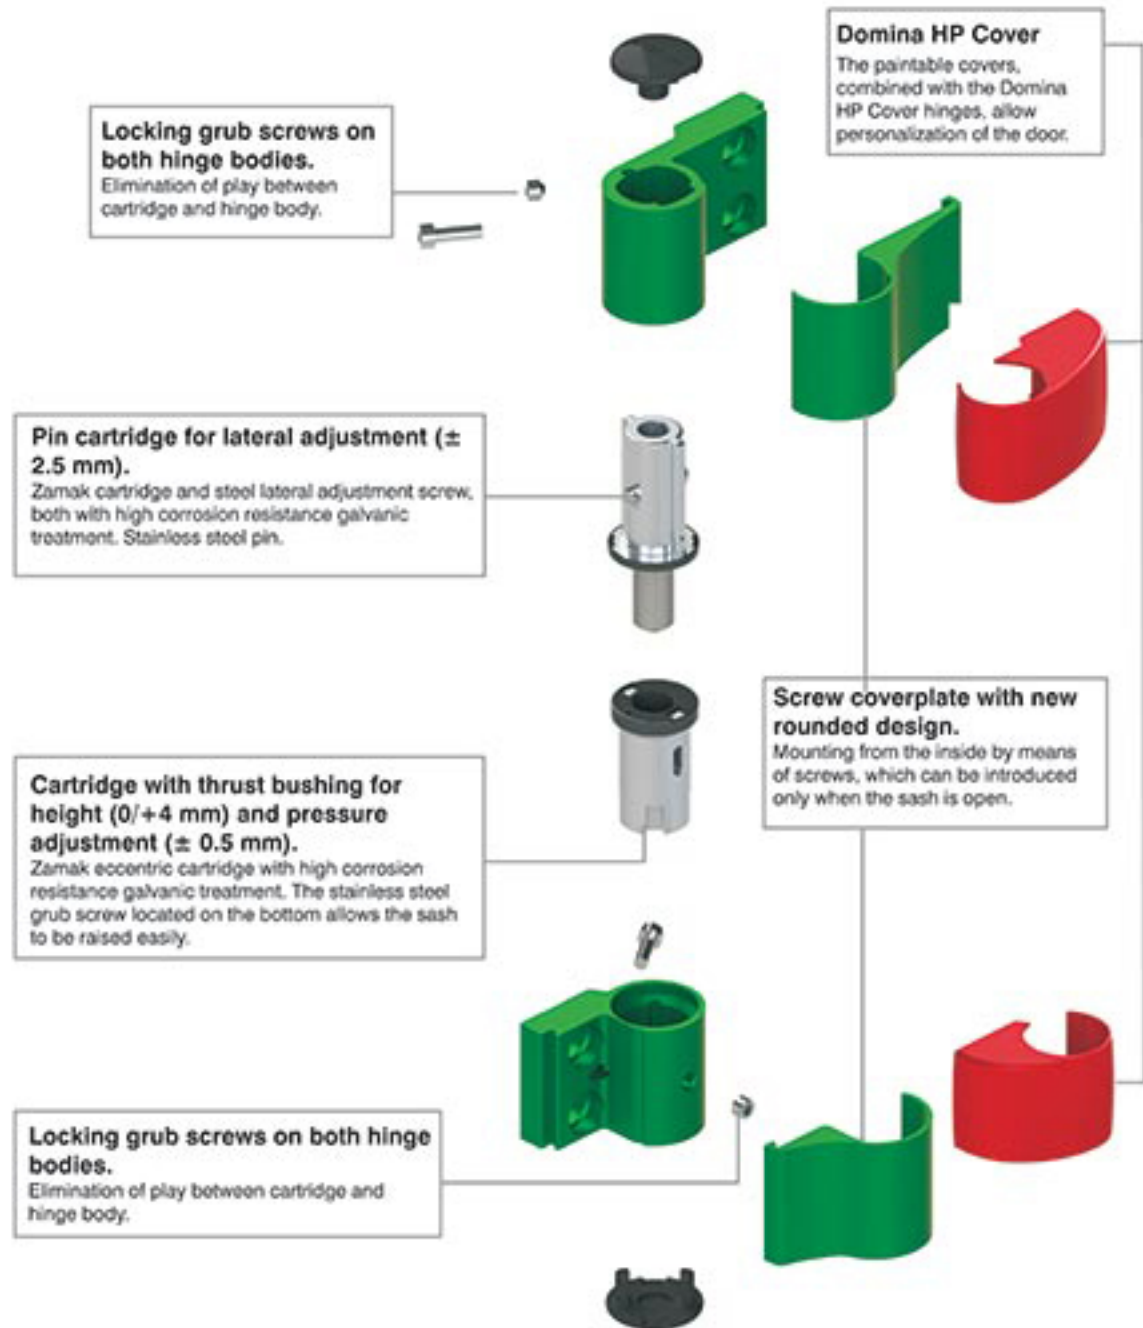 Domina HP Cover
The paintable covers,
combined with the Domina
HP Cover hinges, allow
personalization of the door.
Locking grub screws on
both hinge bodies.
Elimination of play between
cartridge and hinge body.
Pin cartridge for lateral adjustment (±
2.5 mm).
Zamak cartridge and steel lateral adjustment screw,
both with high corrosion resistance galvanic
treatment. Stainless steel pin.
Screw coverplate with new
rounded design.
Mounting from the inside by means
of screws, which can be introduced
only when the sash is open.
Cartridge with thrust bushing for
height (0/+4 mm) and pressure
adjustment (± 0.5 mm).
Zamak eccentric cartridge with high corrosion
resistance galvanic treatment. The stainless steel
grub screw located on the bottom allows the sash
to be raised easily.
Locking grub screws on both hinge
bodies.
Elimination of play between cartridge and
hinge body.